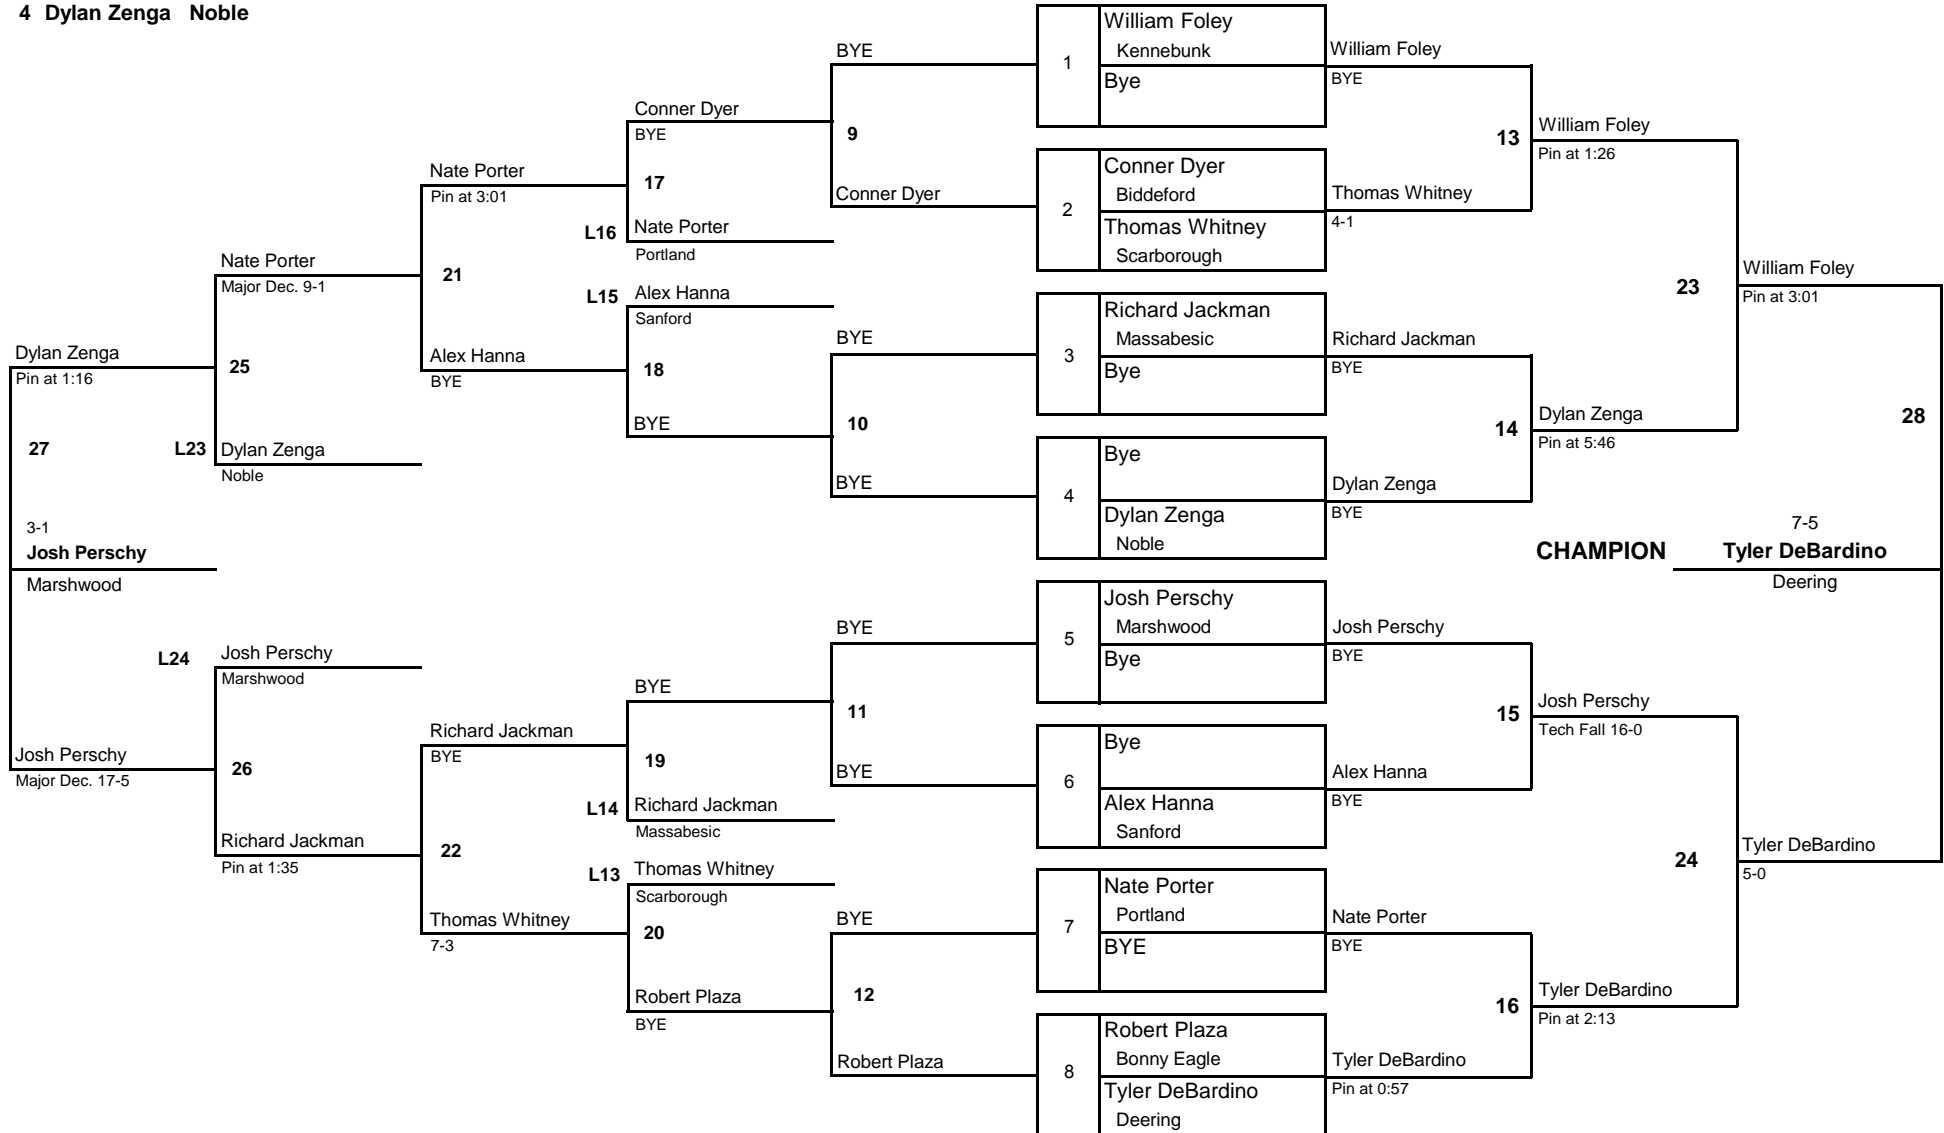 4 Dylan Zenga Noble
BYE
Conner Dyer
BYE
9
Nate Porter
Pin at 3:01
17
Conner Dyer
L16 Nate Porter
Portland
Nate Porter
Major Dec. 9-1
21
L15 Alex Hanna
Sanford
Dylan Zenga
Pin at 1:16
25
Alex Hanna
BYE
18
BYE
BYE
10
BYE
27
L23 Dylan Zenga
Noble
3-1
Josh Perschy
Marshwood
L24 Josh Perschy
Marshwood
BYE
BYE
11
BYE
Richard Jackman
BYE
19
L14 Richard Jackman
Massabesic
Josh Perschy
Major Dec. 17-5
26
Richard Jackman
Pin at 1:35
22
L13 Thomas Whitney
Scarborough
Thomas Whitney
7-3
20
Robert Plaza
BYE
BYE
12
Robert Plaza
1
William Foley
Kennebunk
Bye
2
Conner Dyer
Biddeford
Thomas Whitney
Scarborough
3
Richard Jackman
Massabesic
Bye
4
Bye
Dylan Zenga
Noble
5
Josh Perschy
Marshwood
Bye
6
Bye
Alex Hanna
Sanford
7
Nate Porter
Portland
BYE
8
Robert Plaza
Bonny Eagle
Tyler DeBardino
Deering
William Foley
BYE
13
Thomas Whitney
4-1
William Foley
Pin at 1:26
Richard Jackman
BYE
14
Dylan Zenga
BYE
Dylan Zenga
Pin at 5:46
23
William Foley
Pin at 3:01
28
7-5
CHAMPION Tyler DeBardino
Deering
Josh Perschy
BYE
15
Alex Hanna
BYE
Josh Perschy
Tech Fall 16-0
Nate Porter
BYE
16
Tyler DeBardino
Pin at 0:57
Tyler DeBardino
Pin at 2:13
24
Tyler DeBardino
5-0